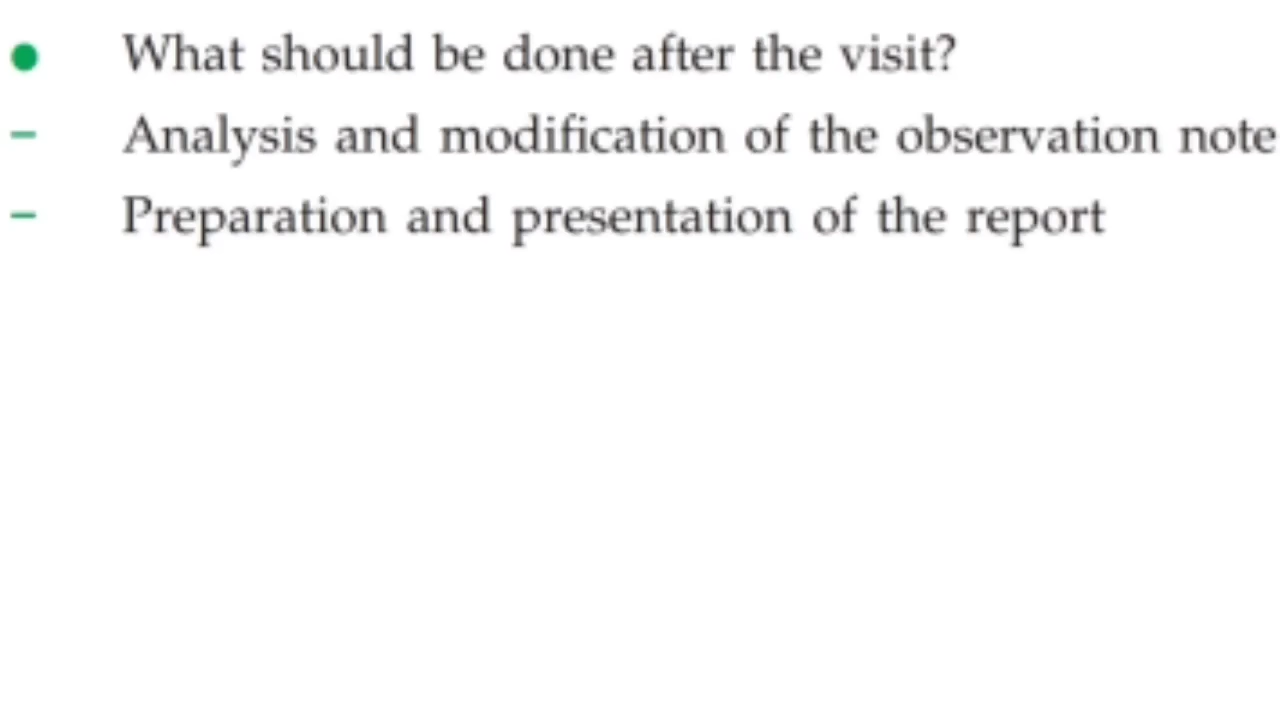 ● What should be done after the visit?
– Analysis and modification of the observation note
– Preparation and presentation of the report